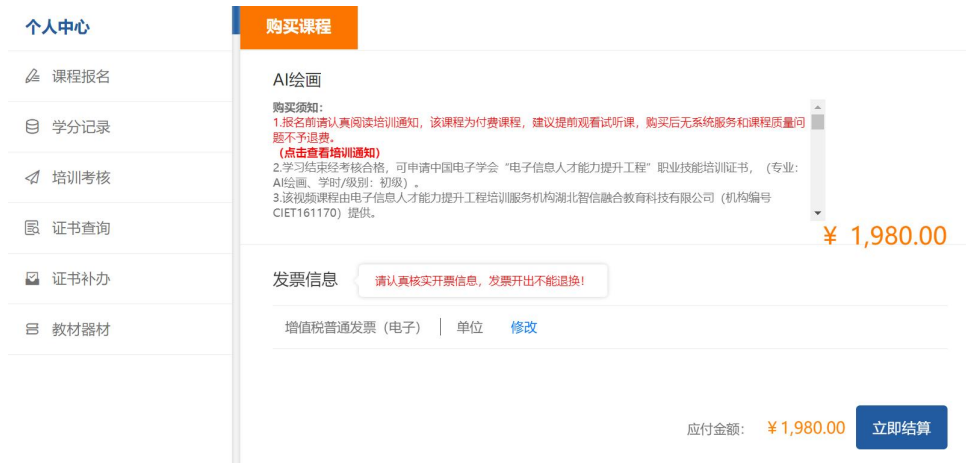 个人中心
课程报名
学分记录
培训考核
证书查询
证书补办
教材器材
购买课程
AI绘画
购买须知:
1.报名前请认真阅读培训通知，该课程为付费课程，建议提前观看试听课，购买后无系统服务和课程质量问
题不予退费。
（点击查看培训通知）
2.学习结束经考核合格，可申请中国电子学会“电子信息人才能力提升工程”职业技能培训证书，（专业：
AI绘画、学时/级别：初级）。
3.该视频课程由电子信息人才能力提升工程培训服务机构湖北智信融合教育科技有限公司（机构编号
CIET161170）提供。
¥ 1,980.00
发票信息 请认真核实开票信息，发票开出不能退换！
增值税普通发票（电子） 单位 修改
应付金额： ¥1,980.00 立即结算